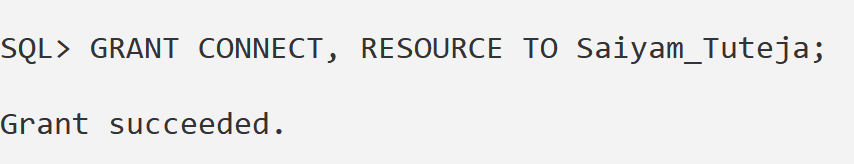 SQL> GRANT CONNECT, RESOURCE TO Saiyam_Tuteja;
Grant succeeded.